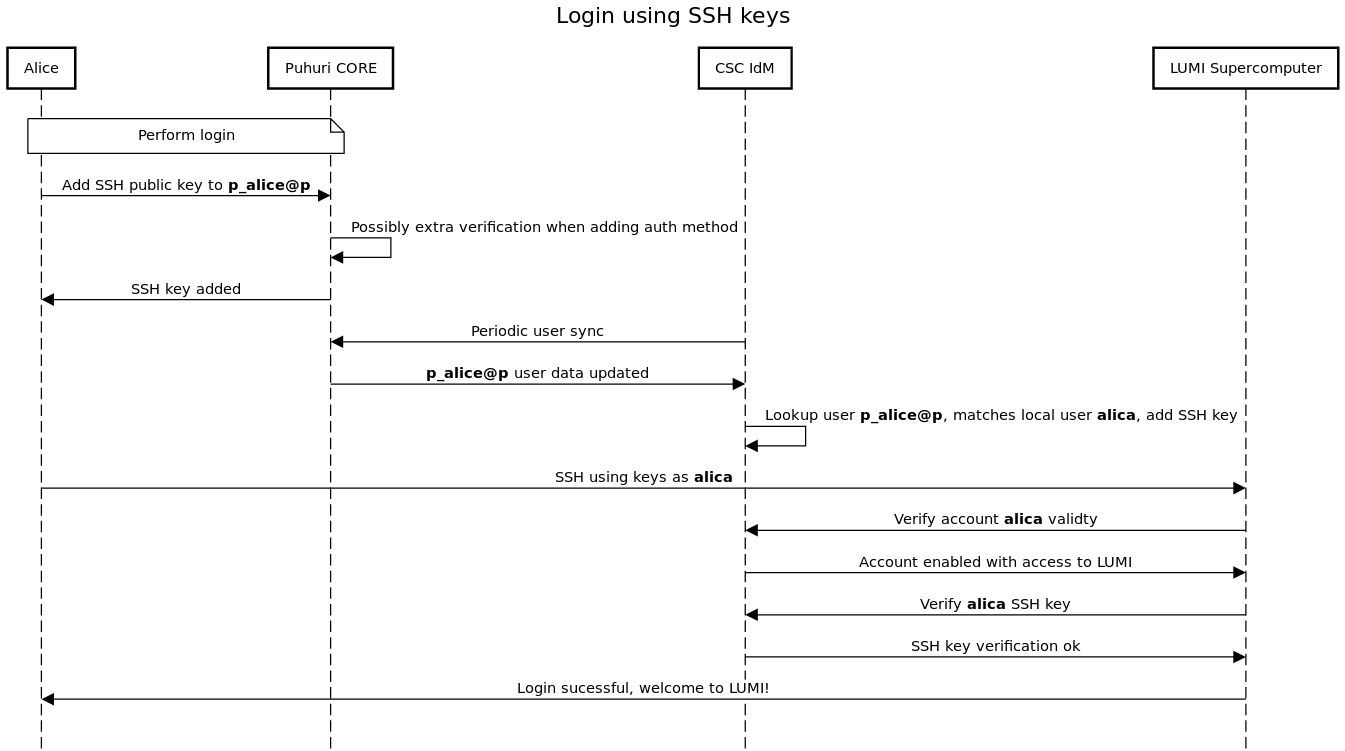 Login using SSH keys
Alice
Puhuri CORE
CSC IdM
LUMI Supercomputer
Perform login
Add SSH public key to p_alice@p
Possibly extra verification when adding auth method
SSH key added
Periodic user sync
p_alice@p user data updated
Lookup user p_alice@p, matches local user alica, add SSH key
SSH using keys as alica
Verify account alica validty
Account enabled with access to LUMI
Verify alica SSH key
SSH key verification ok
Login sucessful, welcome to LUMI!